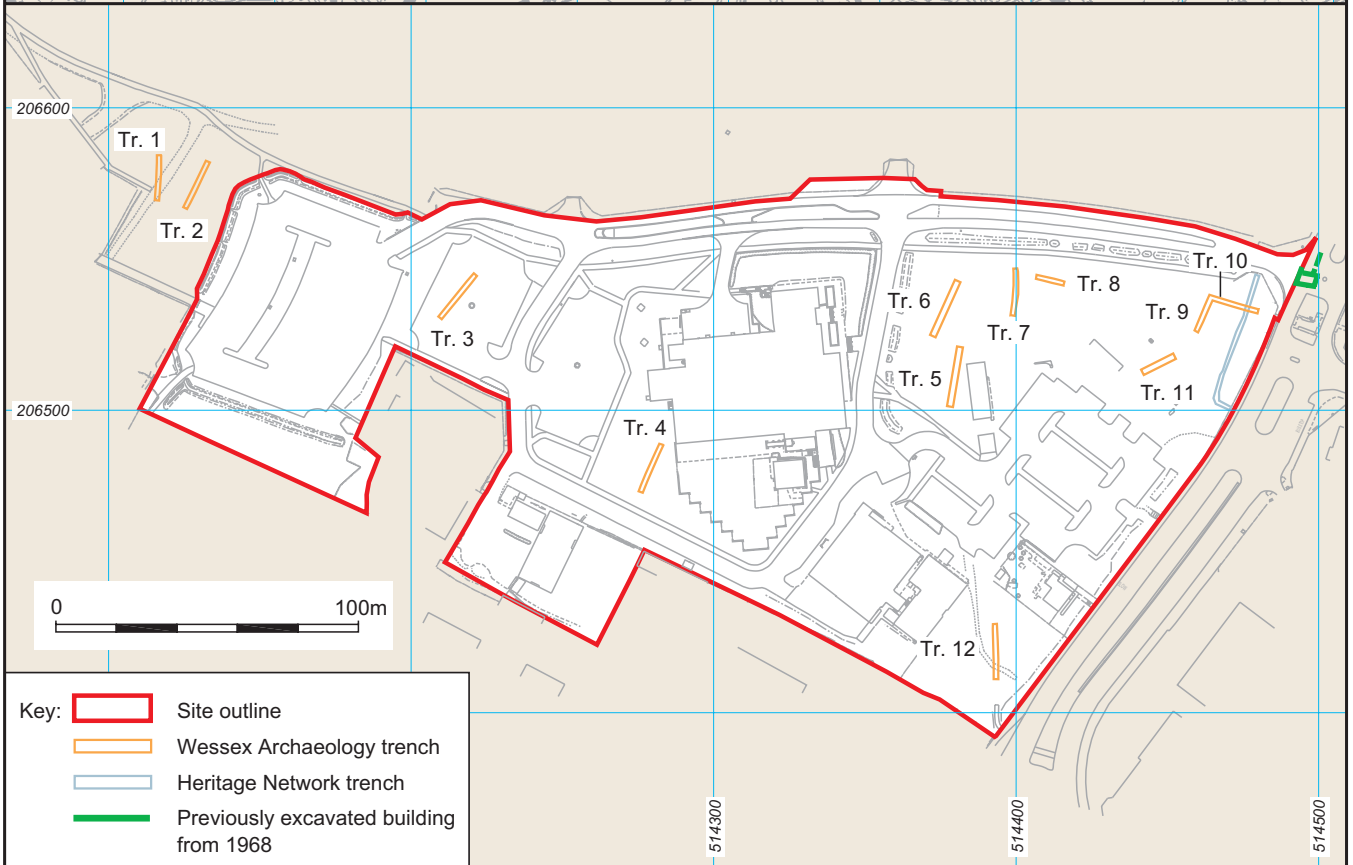 206600
Tr. 1
Tr. 2
Tr. 10
Tr. 3
Tr. 6
Tr. 7
Tr. 8
Tr. 9
Tr. 5
Tr. 11
206500
Tr. 4
Tr. 12
0 100m
Key:
Site outline
Wessex Archaeology trench
Heritage Network trench
Previously excavated building
from 1968
514300
514400
514500